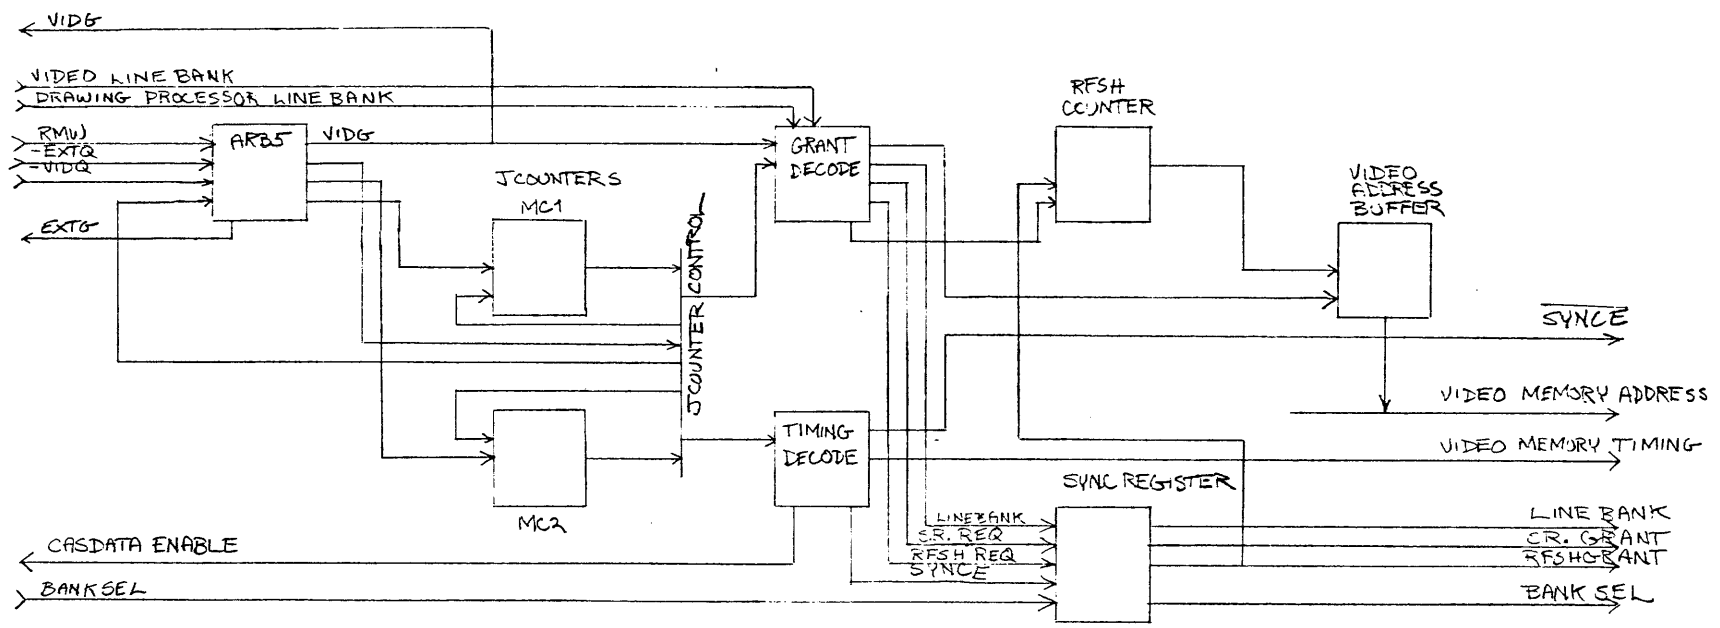 VIDG
VIDEO LINE BANK
DRAWING PROCESSOR LINE BANK
RMW
-EXTQ
-VIDQ
EXTG
ARB5
VIDG
JCOUNTERS
MC1
MC2
JCOUNTER CONTROL
GRANT
DECODE
TIMING
DECODE
RFSH
COUNTER
VIDEO
ADDRESS
BUFFER
SYNCE
VIDEO MEMORY ADDRESS
VIDEO MEMORY TIMING
SYNC REGISTER
LINEBANK
C.R. REQ
RFSH REQ
SYNCE
LINE BANK
CR. GRANT
RFSHGRANT
BANK SEL
CASDATA ENABLE
BANKSEL